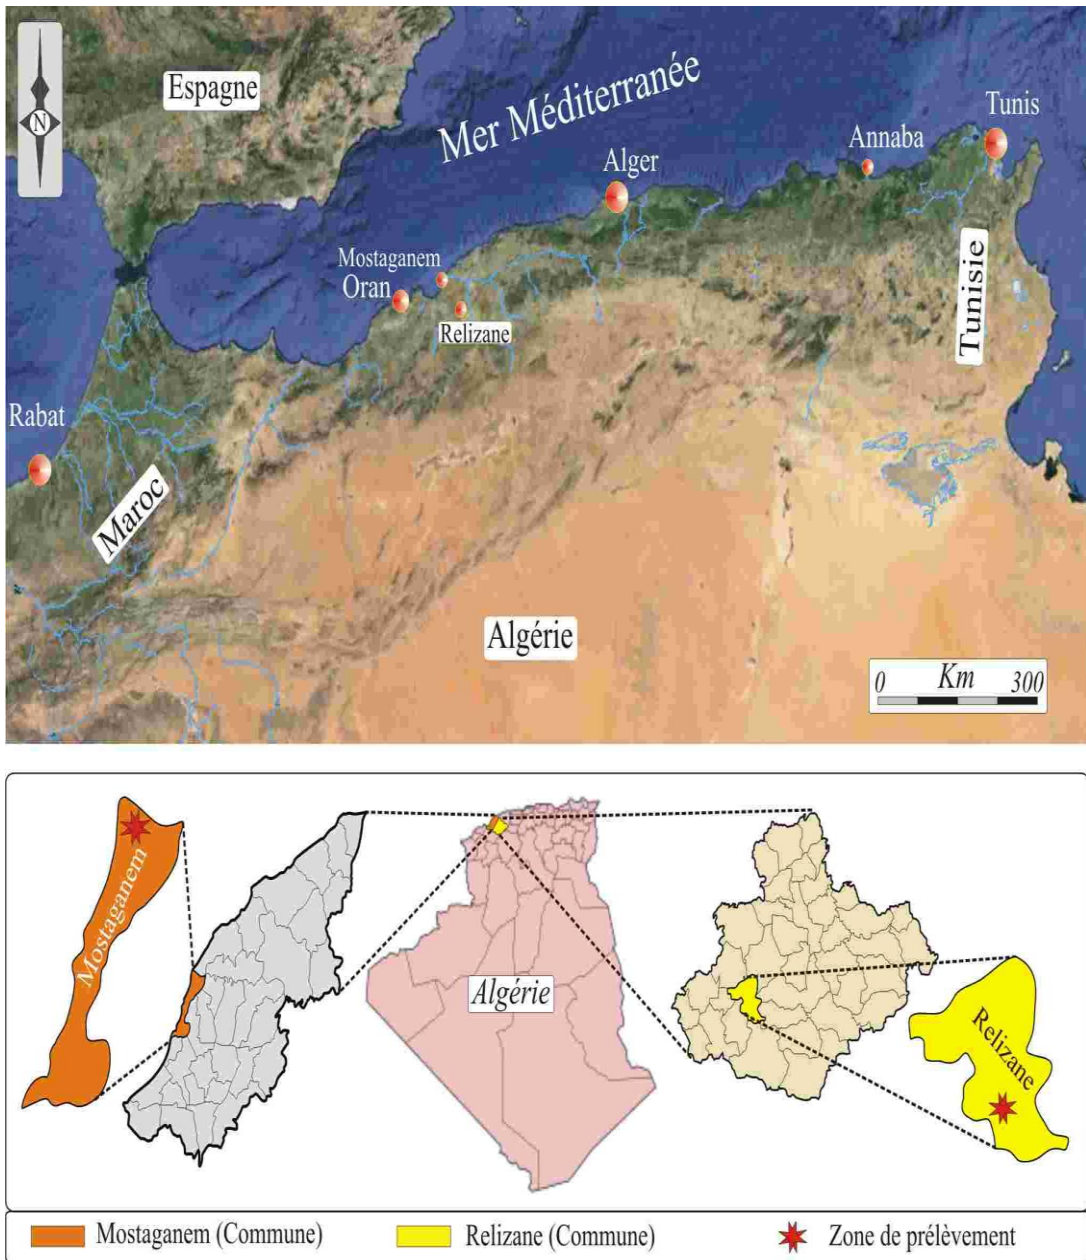 N
Espagne
Mer Méditerranée
Tunis
Annaba
Alger
Mostaganem
Oran
Relizane
Tunisie
Rabat
Maroc
Algérie
0 Km 300
Mostaganem
Algérie
Relizane
Mostaganem (Commune)
Relizane (Commune)
Zone de prélèvement